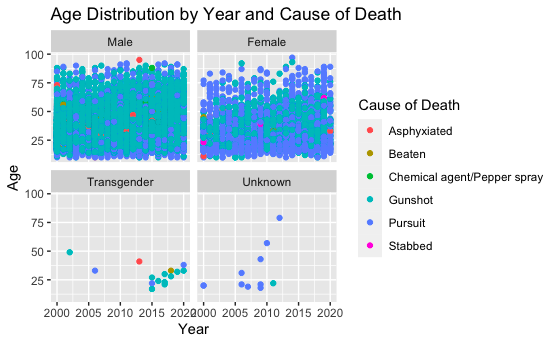 Age Distribution by Year and Cause of Death
Male
Female
100
75
50
25
Transgender
Unknown
100
75
50
25
2000 2005 2010 2015 2020
2000 2005 2010 2015 2020
Year
Age
Cause of Death
Asphyxiated
Beaten
Chemical agent/Pepper spray
Gunshot
Pursuit
Stabbed